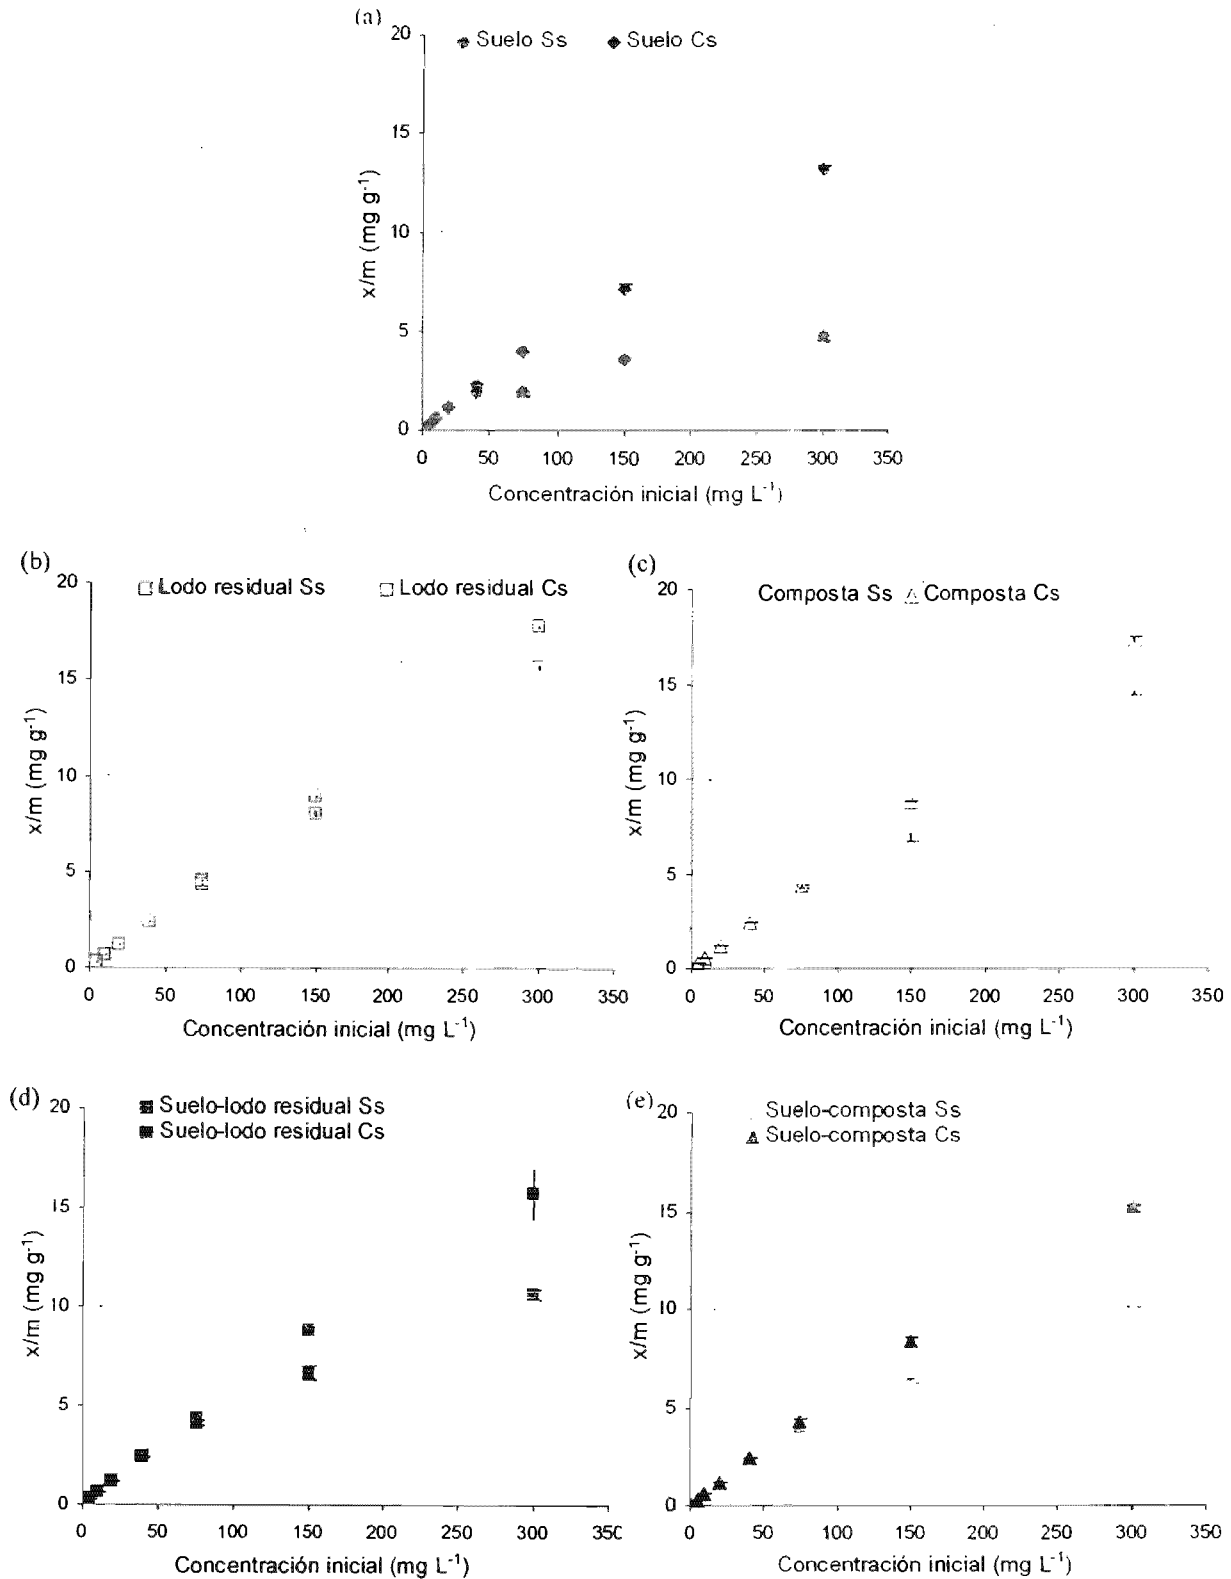 (a)
20
Suelo Ss Suelo Cs
15
10
5
0
x/m (mg g⁻¹)
0 50 100 150 200 250 300 350
Concentración inicial (mg L⁻¹)
(b)
20
Lodo residual Ss Lodo residual Cs
15
10
5
0
x/m (mg g⁻¹)
0 50 100 150 200 250 300 350
Concentración inicial (mg L⁻¹)
(c)
20
Composta Ss Composta Cs
15
10
5
0
x/m (mg g⁻¹)
0 50 100 150 200 250 300 350
Concentración inicial (mg L⁻¹)
(d)
20
Suelo-lodo residual Ss
Suelo-lodo residual Cs
15
10
5
0
x/m (mg g⁻¹)
0 50 100 150 200 250 300 350
Concentración inicial (mg L⁻¹)
(e)
20
Suelo-composta Ss
Suelo-composta Cs
15
10
5
0
x/m (mg g⁻¹)
0 50 100 150 200 250 300 350
Concentración inicial (mg L⁻¹)